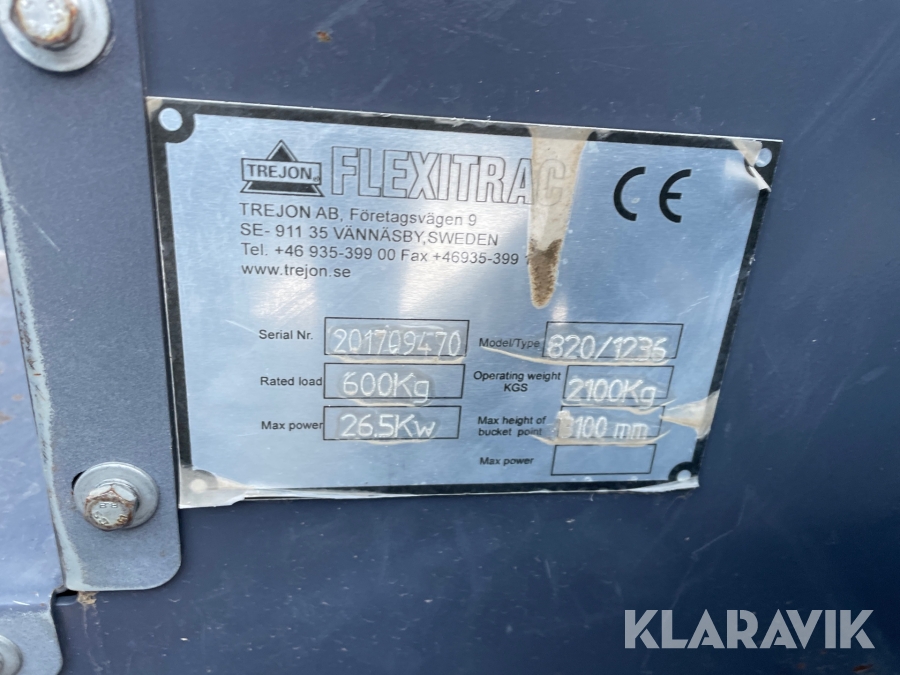 TREJON
FLEXITRAC
CE
TREJON AB, Företagsvägen 9
SE- 911 35 VÄNNÄSBY,SWEDEN
Tel. +46 935-399 00 Fax +46935-399
www.trejon.se
Serial Nr. 201709470 Model/Type 820/1236
Rated load 600Kg Operating weight KGS 2100Kg
Max power 26.5Kw Max height of bucket point 100 mm
Max power
KLARAVIK